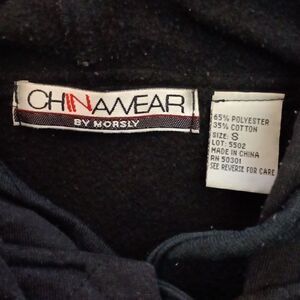 CHINAWEAR
BY MORSLY
65% POLYESTER
35% COTTON
SIZE: S
LOT: 5502
MADE IN CHINA
RN 50301
SEE REVERSE FOR CARE